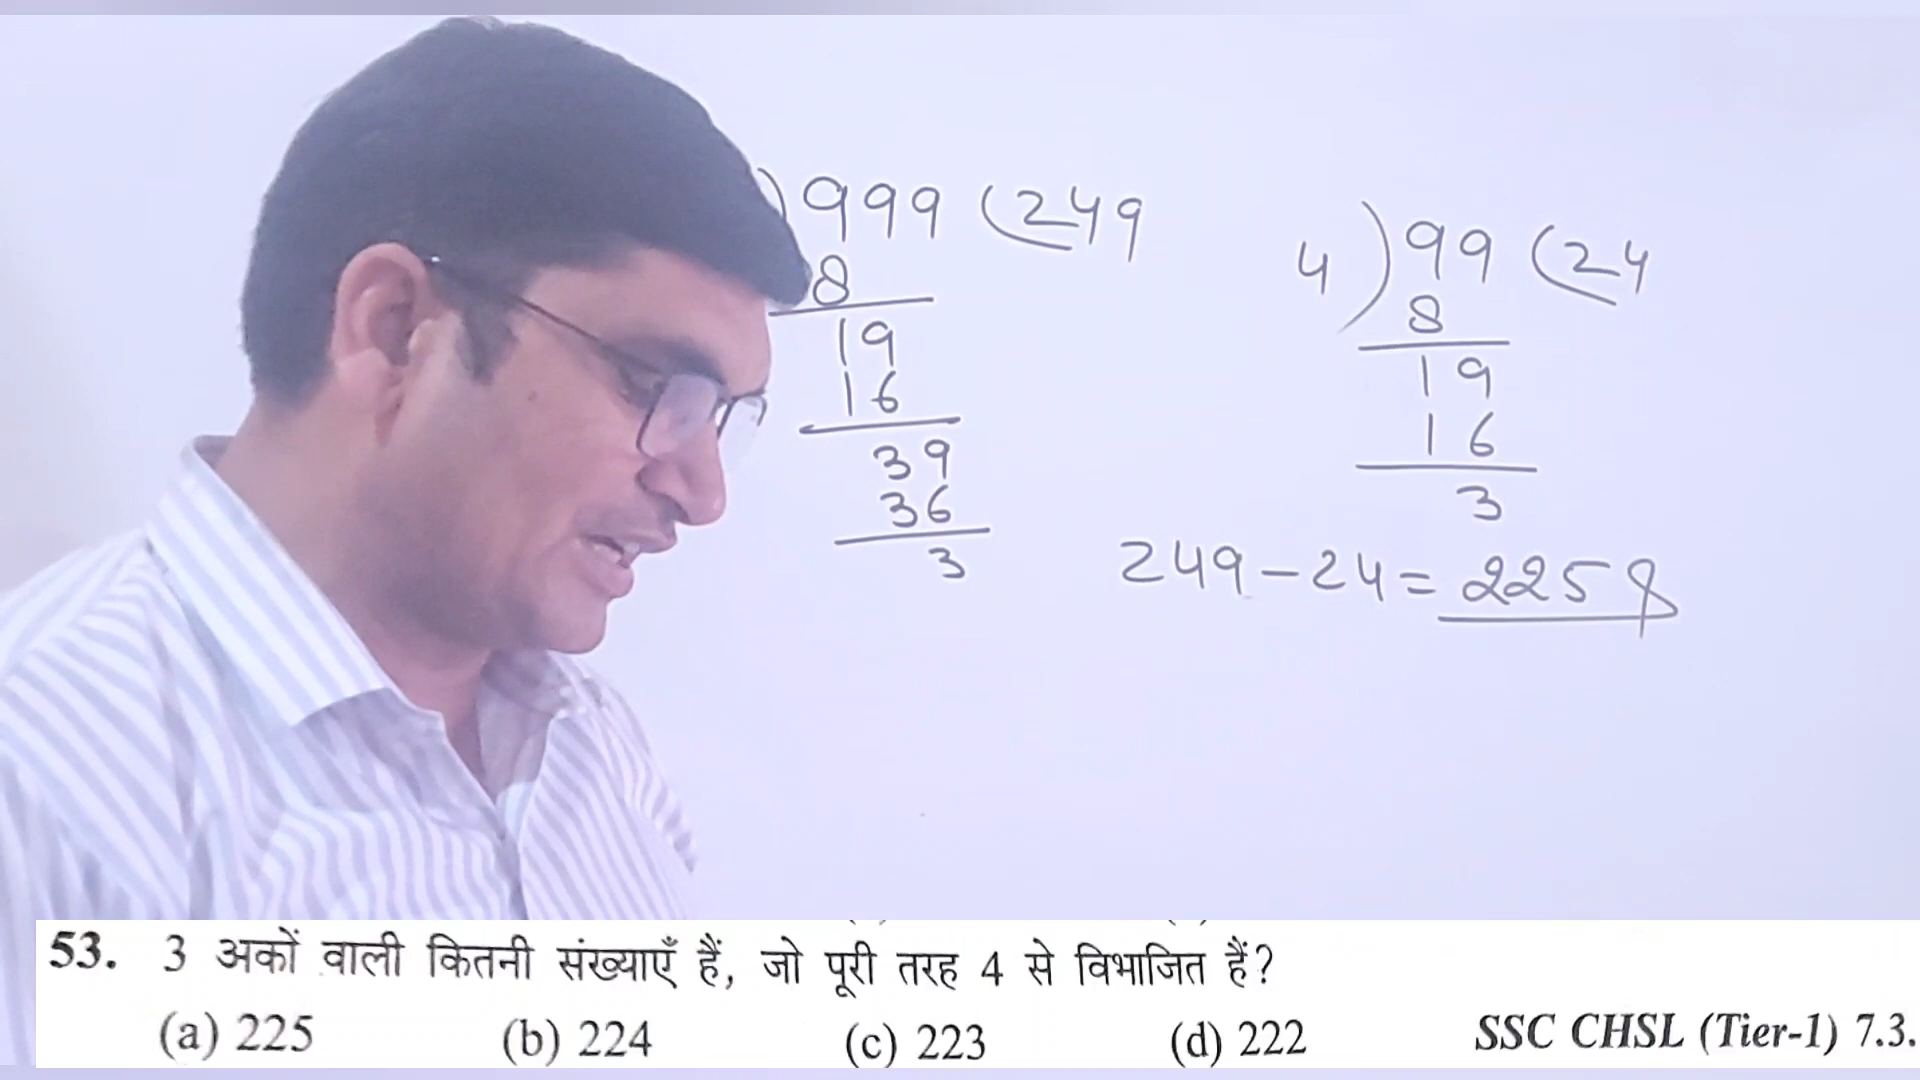 ) 999 ( 249
8
19
16
39
36
3
4 ) 99 ( 24
8
19
16
3
249 - 24 = 225
53. 3 अकों वाली कितनी संख्याएँ हैं, जो पूरी तरह 4 से विभाजित हैं?
(a) 225 (b) 224 (c) 223 (d) 222 SSC CHSL (Tier-1) 7.3.